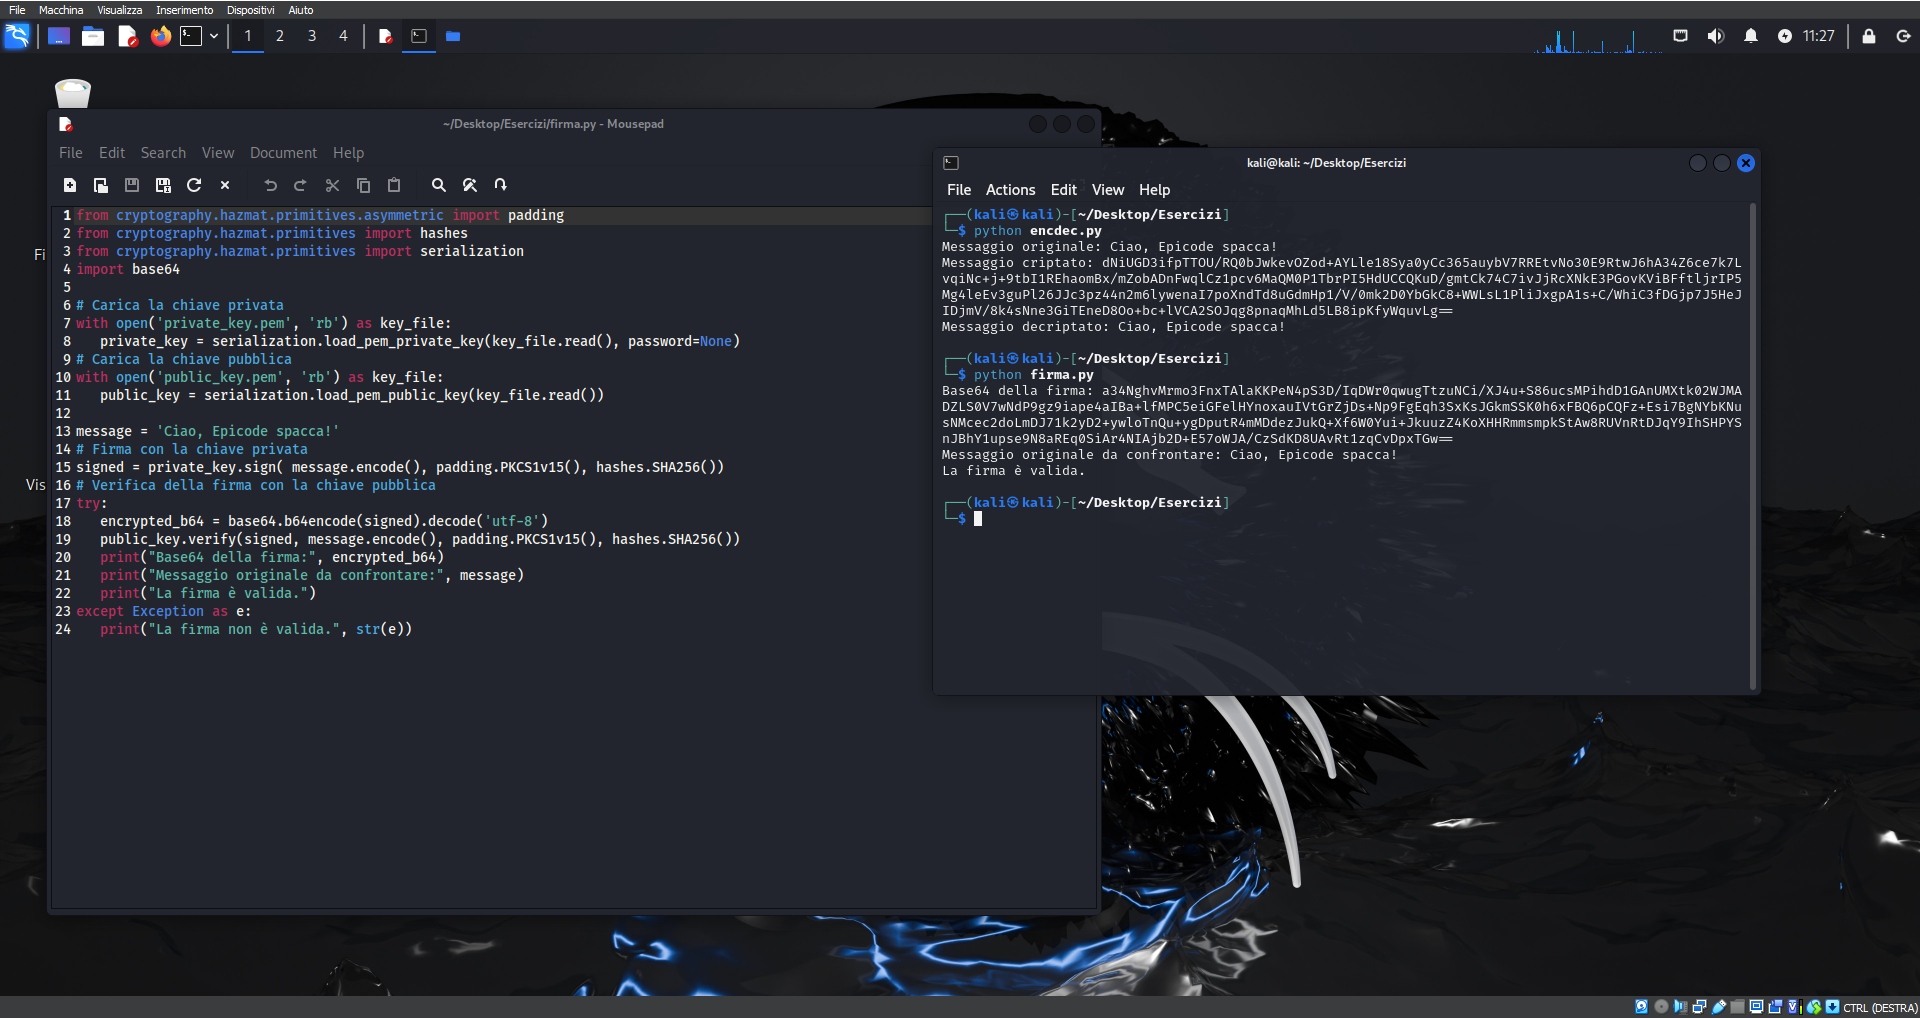 File Macchina Visualizza Inserimento Dispositivi Aiuto
1 2 3 4
11:27
Fi
Vis
~/Desktop/Esercizi/firma.py - Mousepad
File Edit Search View Document Help
1 from cryptography.hazmat.primitives.asymmetric import padding
2 from cryptography.hazmat.primitives import hashes
3 from cryptography.hazmat.primitives import serialization
4 import base64
5
6 # Carica la chiave privata
7 with open('private_key.pem', 'rb') as key_file:
8    private_key = serialization.load_pem_private_key(key_file.read(), password=None)
9 # Carica la chiave pubblica
10 with open('public_key.pem', 'rb') as key_file:
11    public_key = serialization.load_pem_public_key(key_file.read())
12
13 message = 'Ciao, Epicode spacca!'
14 # Firma con la chiave privata
15 signed = private_key.sign( message.encode(), padding.PKCS1v15(), hashes.SHA256())
16 # Verifica della firma con la chiave pubblica
17 try:
18    encrypted_b64 = base64.b64encode(signed).decode('utf-8')
19    public_key.verify(signed, message.encode(), padding.PKCS1v15(), hashes.SHA256())
20    print("Base64 della firma:", encrypted_b64)
21    print("Messaggio originale da confrontare:", message)
22    print("La firma è valida.")
23 except Exception as e:
24    print("La firma non è valida.", str(e))
kali@kali: ~/Desktop/Esercizi
File Actions Edit View Help
┌──(kali㉿kali)-[~/Desktop/Esercizi]
└─$ python encdec.py
Messaggio originale: Ciao, Epicode spacca!
Messaggio criptato: dNiUGD3ifpTTOU/RQ0bJwkevOZod+AYLle18Sya0yCc365auybV7RREtvNo30E9RtwJ6hA34Z6ce7k7L
vqiNc+j+9tbI1REhaomBx/mZobADnFwqlCz1pcv6MaQM0P1TbrPI5HdUCCQKuD/gmtCk74C7ivJjRcXNkE3PGovKViBFftljrIP5
Mg4leEv3guPl26JJc3pz44n2m6lywenaI7poXndTd8uGdmHp1/V/0mk2D0YbGkC8+WWLsL1PliJxgpA1s+C/WhiC3fDGjp7J5HeJ
IDjmV/8k4sNne3GiTEneD8Oo+bc+lVCA2SOJqg8pnaqMhLd5LB8ipKfyWquvLg==
Messaggio decriptato: Ciao, Epicode spacca!
┌──(kali㉿kali)-[~/Desktop/Esercizi]
└─$ python firma.py
Base64 della firma: a34NghvMrmo3FnxTAlaKKPeN4pS3D/IqDWr0qwugTtzuNCi/XJ4u+S86ucsMPihdD1GAnUMXtk02WJMA
DZLS0V7wNdP9gz9iape4aIBa+lfMPC5eiGFelHYnoxauIVtGrZjDs+Np9FgEqh3SxKsJGkmSSK0h6xFBQ6pCQFz+Esi7BgNYbKNu
sNMcec2doLmDJ71k2yD2+ywloTnQu+ygDputR4mMDdezJukQ+Xf6W0Yui+JkuuzZ4KoXHHRmmsmpkStAw8RUVnRtDJqY9IhSHPYS
nJBhY1upse9N8aREq0SiAr4NIAjb2D+E57oWJA/CzSdKD8UAvRt1zqCvDpxTGw==
Messaggio originale da confrontare: Ciao, Epicode spacca!
La firma è valida.
┌──(kali㉿kali)-[~/Desktop/Esercizi]
└─$
CTRL (DESTRA)